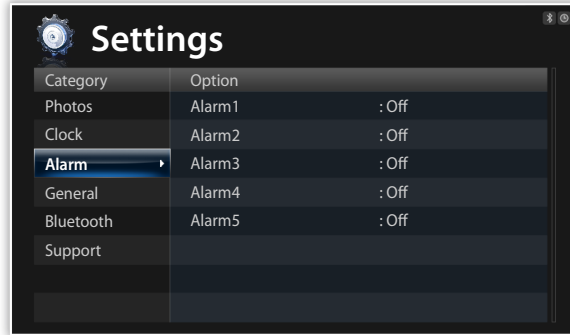 Settings
Category Option
Photos Alarm1 : Off
Clock Alarm2 : Off
Alarm Alarm3 : Off
General Alarm4 : Off
Bluetooth Alarm5 : Off
Support